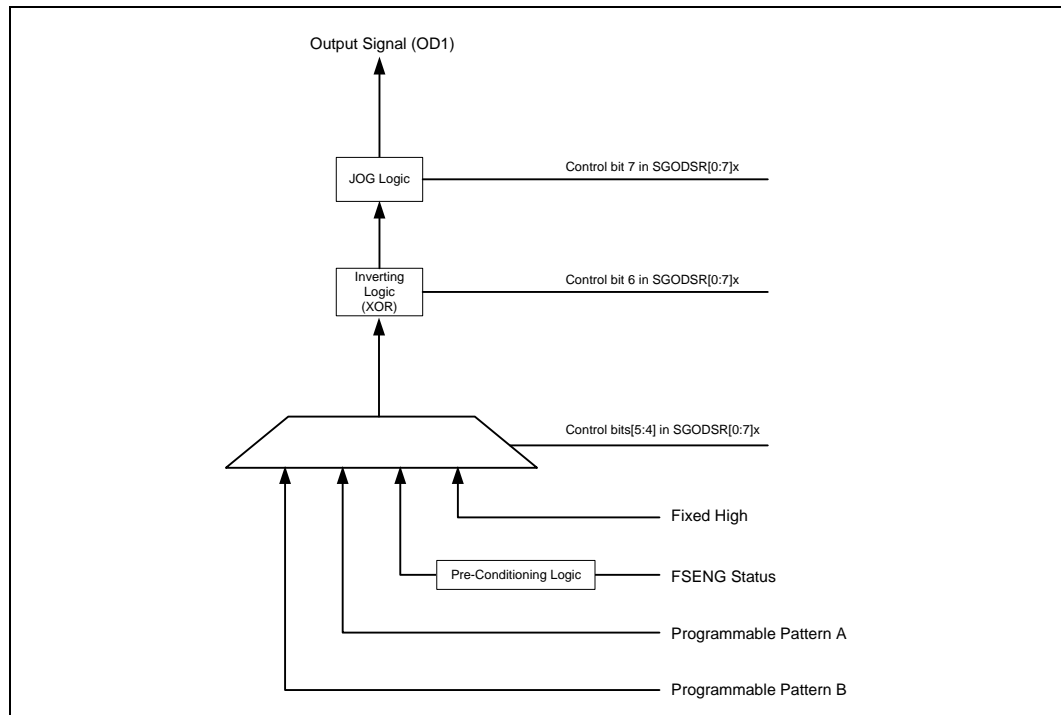 Output Signal (OD1)
JOG Logic
Control bit 7 in SGODSR[0:7]x
Inverting
Logic
(XOR)
Control bit 6 in SGODSR[0:7]x
Control bits[5:4] in SGODSR[0:7]x
Fixed High
Pre-Conditioning Logic
FSENG Status
Programmable Pattern A
Programmable Pattern B